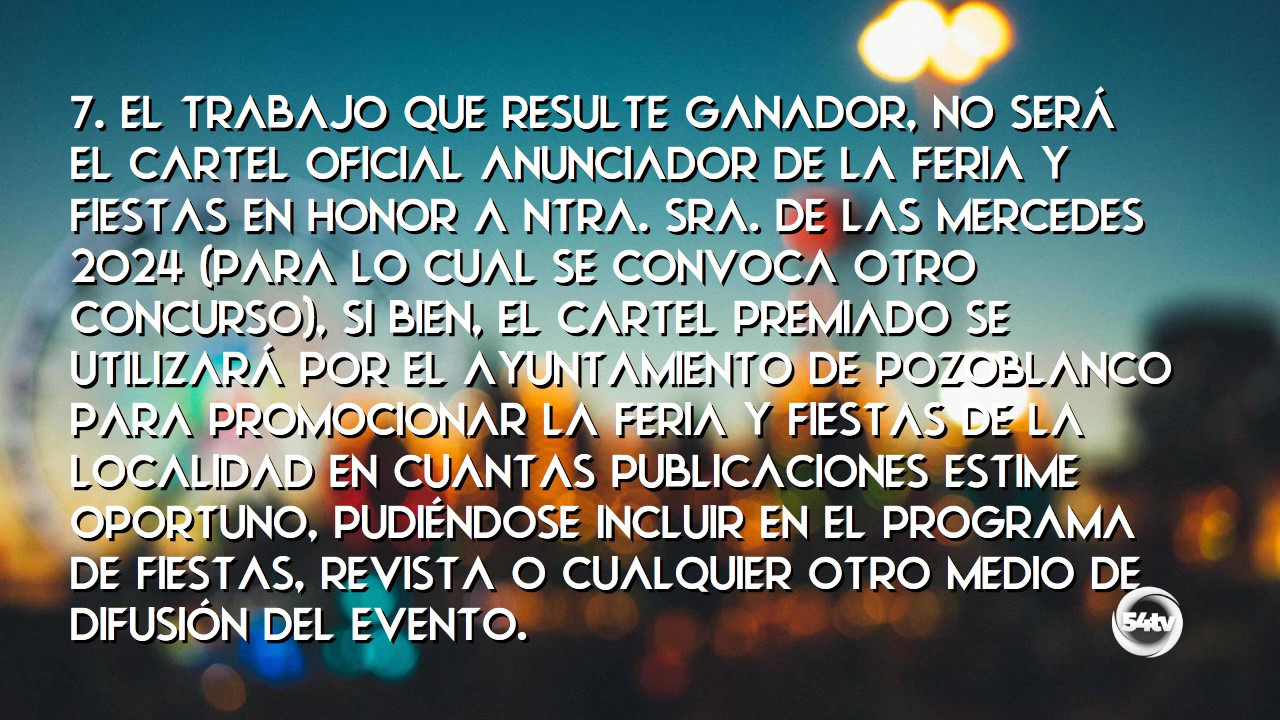 7. EL TRABAJO QUE RESULTE GANADOR, NO SERÁ
EL CARTEL OFICIAL ANUNCIADOR DE LA FERIA Y
FIESTAS EN HONOR A NTRA. SRA. DE LAS MERCEDES
2024 (PARA LO CUAL SE CONVOCA OTRO
CONCURSO), SI BIEN, EL CARTEL PREMIADO SE
UTILIZARÁ POR EL AYUNTAMIENTO DE POZOBLANCO
PARA PROMOCIONAR LA FERIA Y FIESTAS DE LA
LOCALIDAD EN CUANTAS PUBLICACIONES ESTIME
OPORTUNO, PUDIÉNDOSE INCLUIR EN EL PROGRAMA
DE FIESTAS, REVISTA O CUALQUIER OTRO MEDIO DE
DIFUSIÓN DEL EVENTO.
54tv